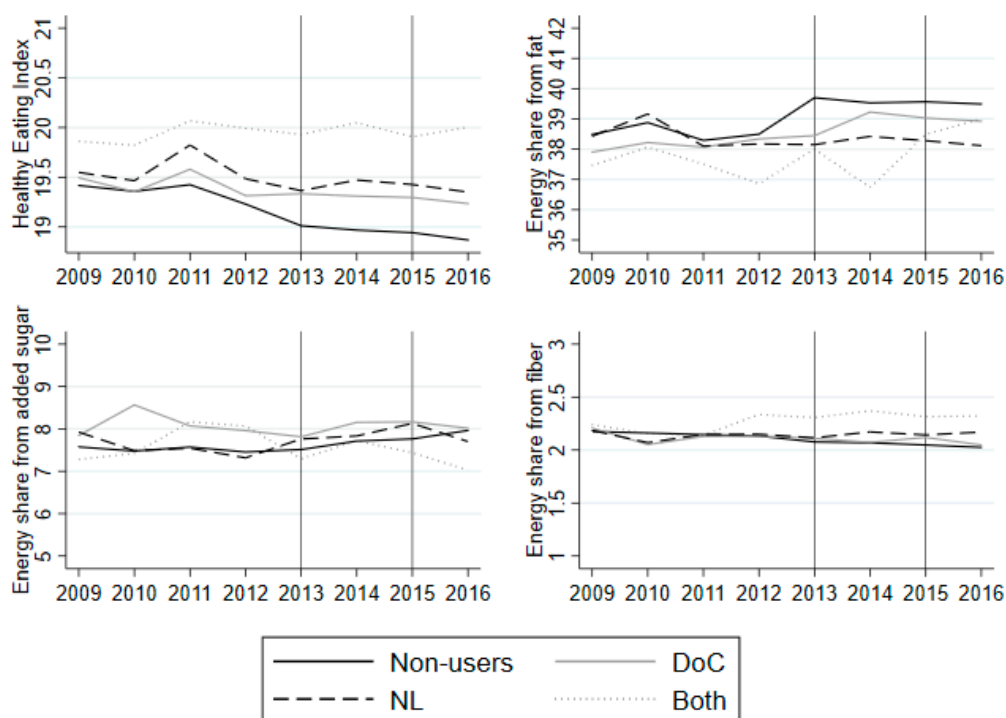 Healthy Eating Index
21
20.5
20
19.5
19
2009 2010 2011 2012 2013 2014 2015 2016
Energy share from fat
42
41
40
39
38
37
36
35
2009 2010 2011 2012 2013 2014 2015 2016
Energy share from added sugar
10
9
8
7
6
5
2009 2010 2011 2012 2013 2014 2015 2016
Energy share from fiber
3
2.5
2
1.5
1
2009 2010 2011 2012 2013 2014 2015 2016
Non-users DoC
NL Both